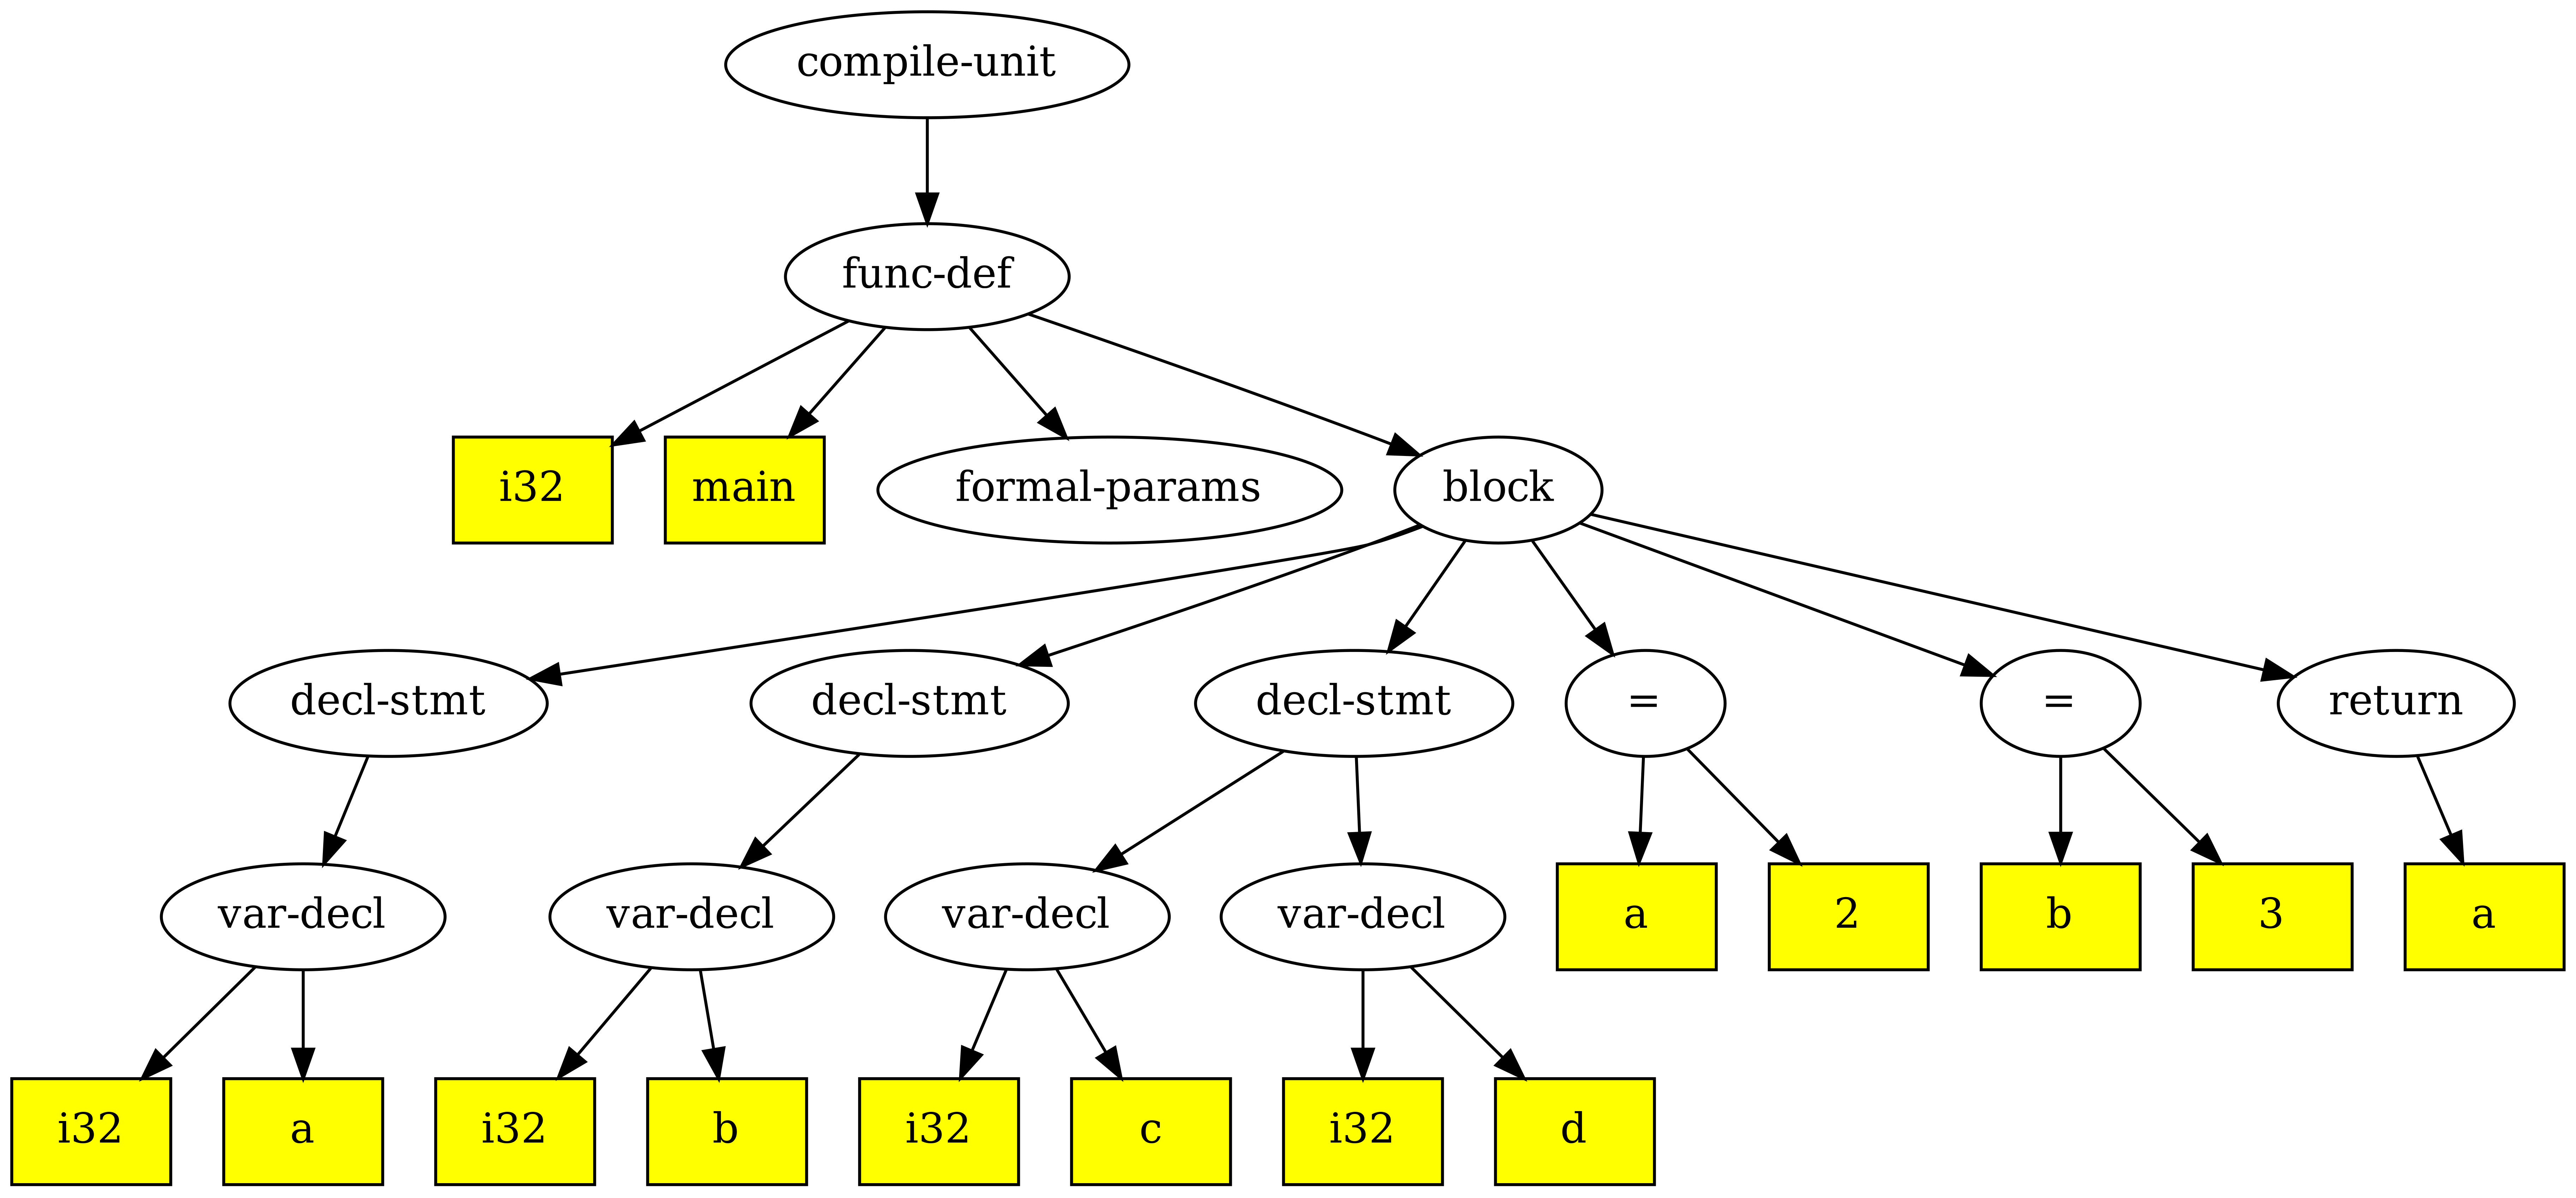 compile-unit
func-def
i32 main formal-params block
decl-stmt decl-stmt decl-stmt = = return
var-decl var-decl var-decl var-decl a 2 b 3 a
i32 a i32 b i32 c i32 d